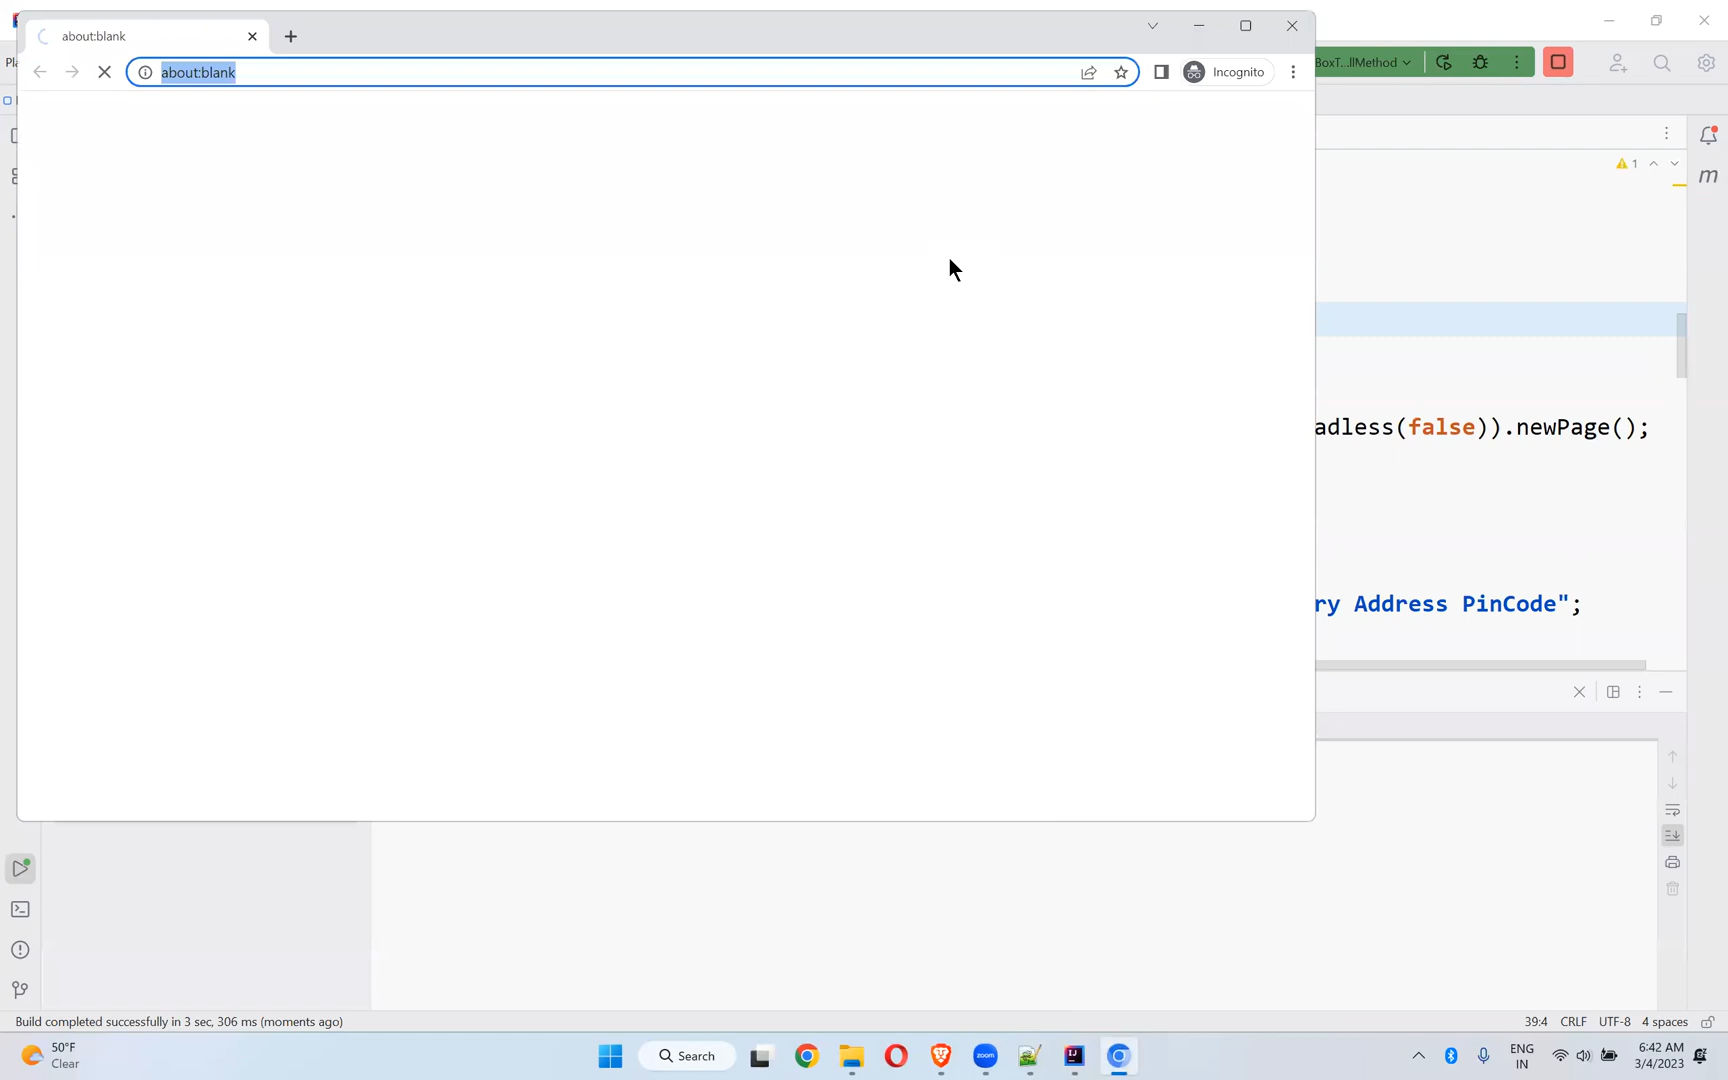 about:blank
about:blank
Incognito
BoxT...llMethod
1
adless(false)).newPage();
ry Address PinCode";
Build completed successfully in 3 sec, 306 ms (moments ago)
39:4 CRLF UTF-8 4 spaces
50°F
Clear
Search
zoom
ENG
IN
6:42 AM
3/4/2023